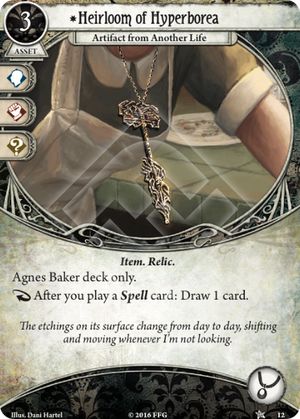 3
*Heirloom of Hyperborea
Artifact from Another Life
ASSET
Item. Relic.
Agnes Baker deck only.
After you play a Spell card: Draw 1 card.
The etchings on its surface change from day to day, shifting
and moving whenever I'm not looking.
Illus. Dani Hartel
© 2016 FFG
12